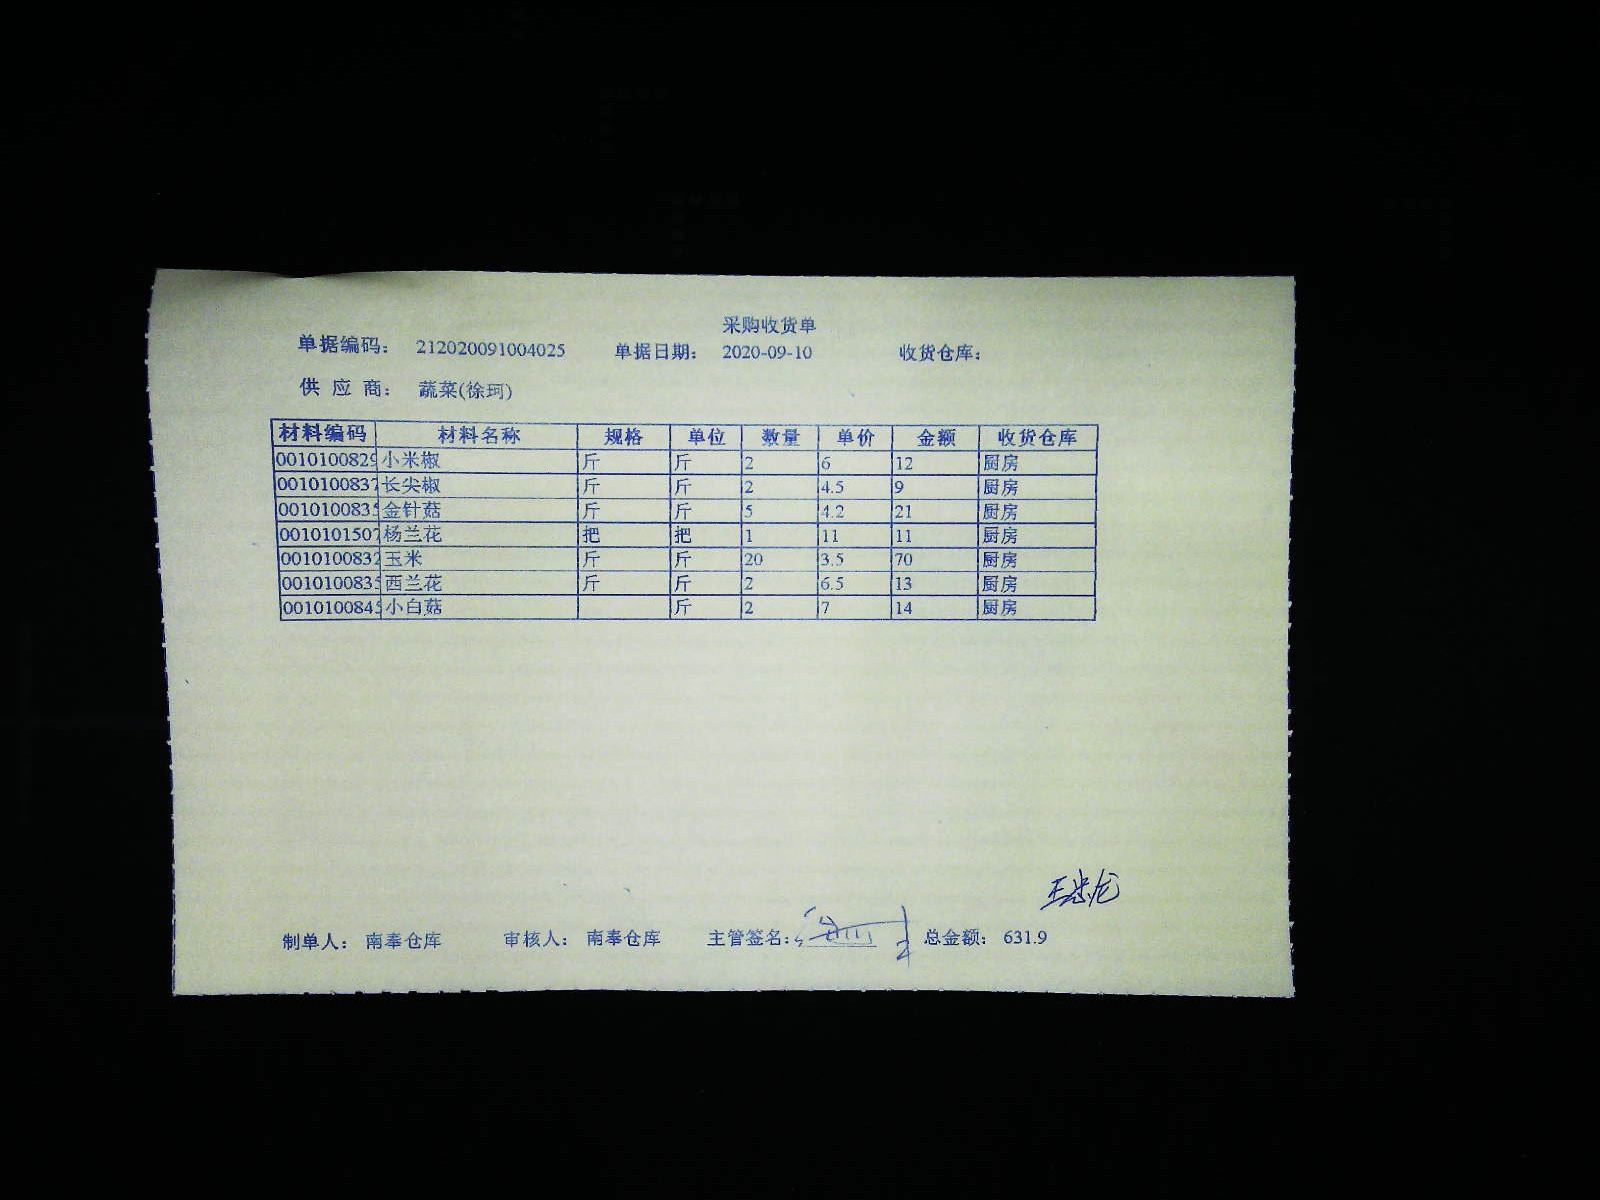 采购收货单
单据编码： 212020091004025 单据日期： 2020-09-10 收货仓库：
供 应 商： 蔬菜(徐珂)
材料编码 材料名称 规格 单位 数量 单价 金额 收货仓库
0010100829 小米椒 斤 斤 2 6 12 厨房
0010100837 长尖椒 斤 斤 2 4.5 9 厨房
0010100835 金针菇 斤 斤 5 4.2 21 厨房
0010101507 杨兰花 把 把 1 11 11 厨房
0010100832 玉米 斤 斤 20 3.5 70 厨房
0010100835 西兰花 斤 斤 2 6.5 13 厨房
0010100845 小白菇 斤 2 7 14 厨房
制单人： 南奉仓库 审核人： 南奉仓库 主管签名： 总金额： 631.9